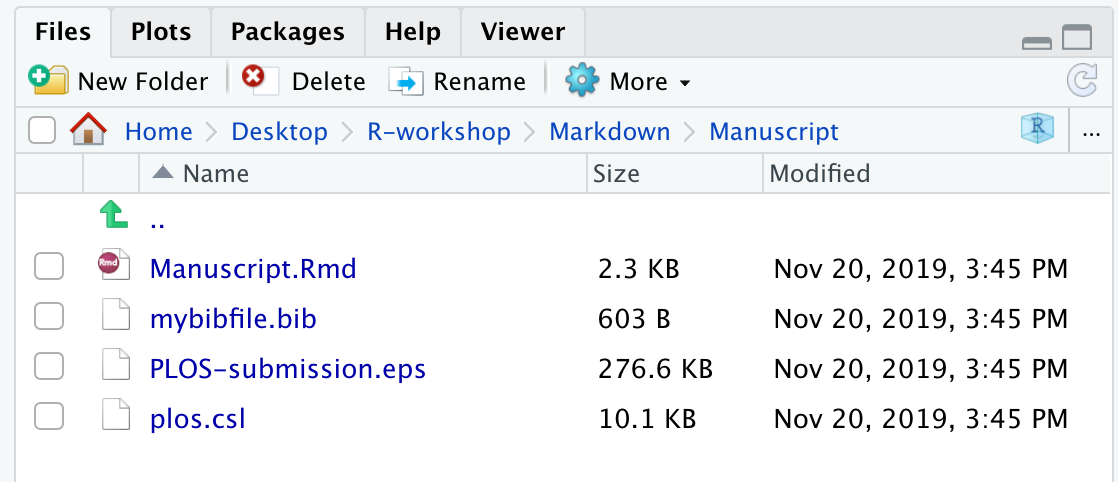 Files Plots Packages Help Viewer
New Folder Delete Rename More
Home Desktop R-workshop Markdown Manuscript R ...
Name Size Modified
..
Rmd Manuscript.Rmd 2.3 KB Nov 20, 2019, 3:45 PM
mybibfile.bib 603 B Nov 20, 2019, 3:45 PM
PLOS-submission.eps 276.6 KB Nov 20, 2019, 3:45 PM
plos.csl 10.1 KB Nov 20, 2019, 3:45 PM